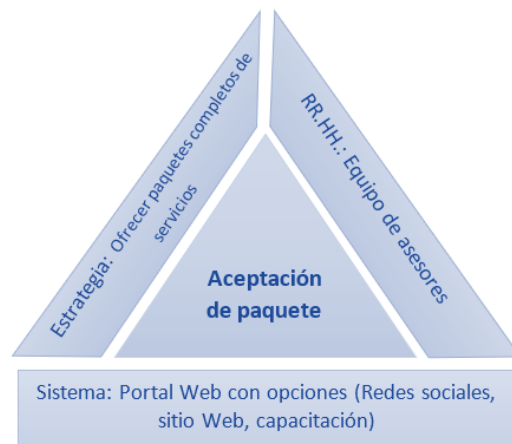 Estrategia: Ofrecer paquetes completos de
servicios
RR.HH.: Equipo de asesores
Aceptación
de paquete
Sistema: Portal Web con opciones (Redes sociales,
sitio Web, capacitación)